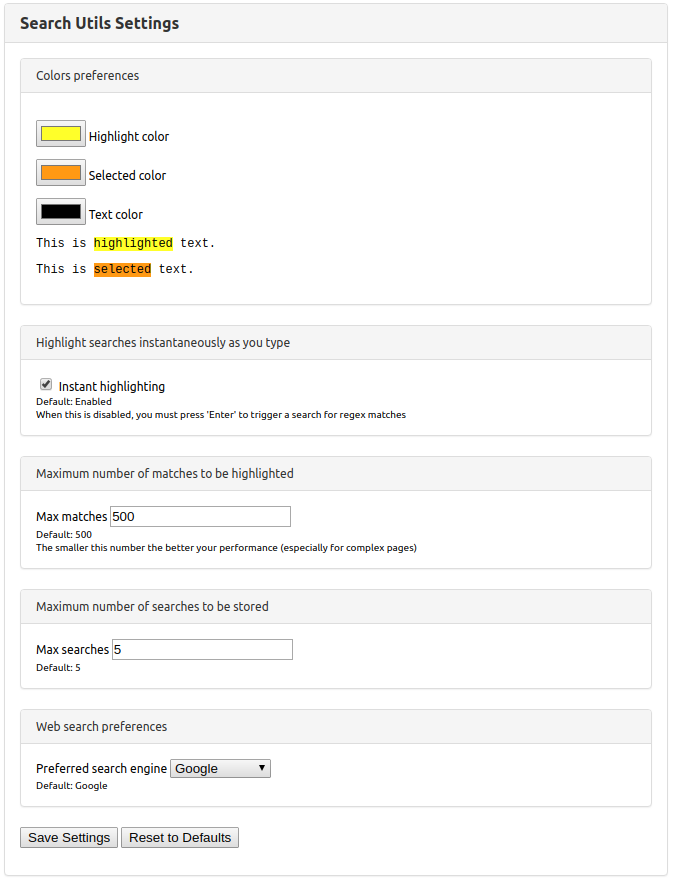 Search Utils Settings
Colors preferences
Highlight color
Selected color
Text color
This is highlighted text.
This is selected text.
Highlight searches instantaneously as you type
Instant highlighting
Default: Enabled
When this is disabled, you must press 'Enter' to trigger a search for regex matches
Maximum number of matches to be highlighted
Max matches 500
Default: 500
The smaller this number the better your performance (especially for complex pages)
Maximum number of searches to be stored
Max searches 5
Default: 5
Web search preferences
Preferred search engine Google
Default: Google
Save Settings Reset to Defaults